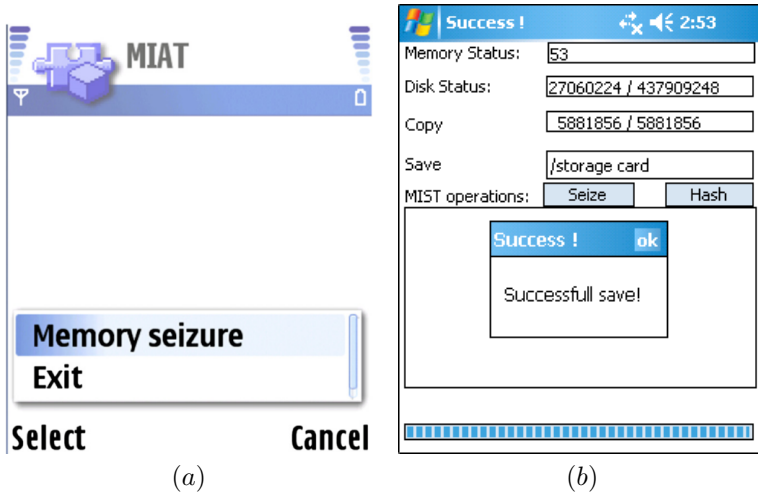 MIAT
Memory seizure
Exit
Select Cancel
(a)
Success ! 2:53
Memory Status: 53
Disk Status: 27060224 / 437909248
Copy 5881856 / 5881856
Save /storage card
MIST operations: Seize Hash
Success ! ok
Successfull save!
(b)